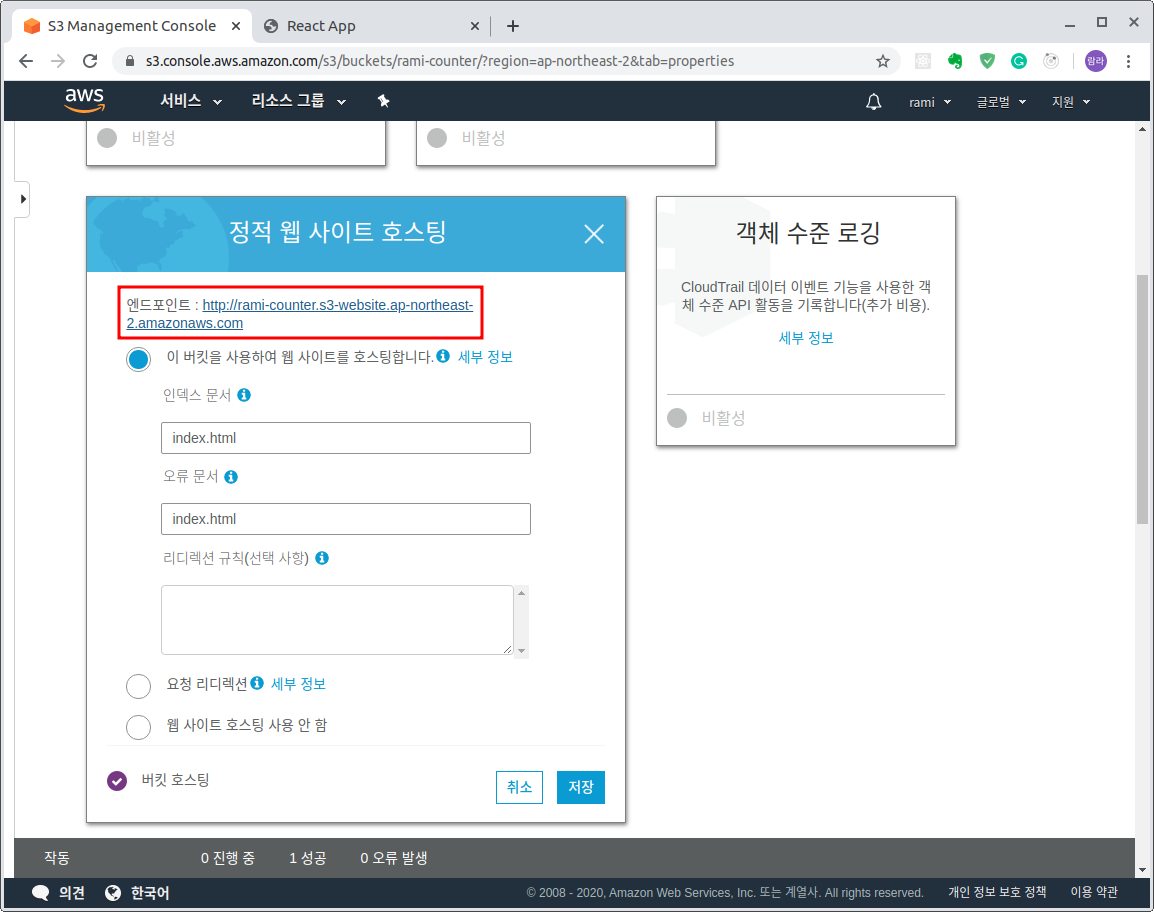 S3 Management Console
React App
s3.console.aws.amazon.com/s3/buckets/rami-counter/?region=ap-northeast-2&tab=properties
람라
aws
서비스
리소스 그룹
rami
글로벌
지원
비활성
비활성
정적 웹 사이트 호스팅
엔드포인트 : http://rami-counter.s3-website.ap-northeast-
2.amazonaws.com
이 버킷을 사용하여 웹 사이트를 호스팅합니다. 세부 정보
인덱스 문서
index.html
오류 문서
index.html
리디렉션 규칙(선택 사항)
요청 리디렉션 세부 정보
웹 사이트 호스팅 사용 안 함
버킷 호스팅
취소
저장
객체 수준 로깅
CloudTrail 데이터 이벤트 기능을 사용한 객
체 수준 API 활동을 기록합니다(추가 비용).
세부 정보
비활성
작동
0 진행 중
1 성공
0 오류 발생
의견
한국어
© 2008 - 2020, Amazon Web Services, Inc. 또는 계열사. All rights reserved.
개인 정보 보호 정책
이용 약관